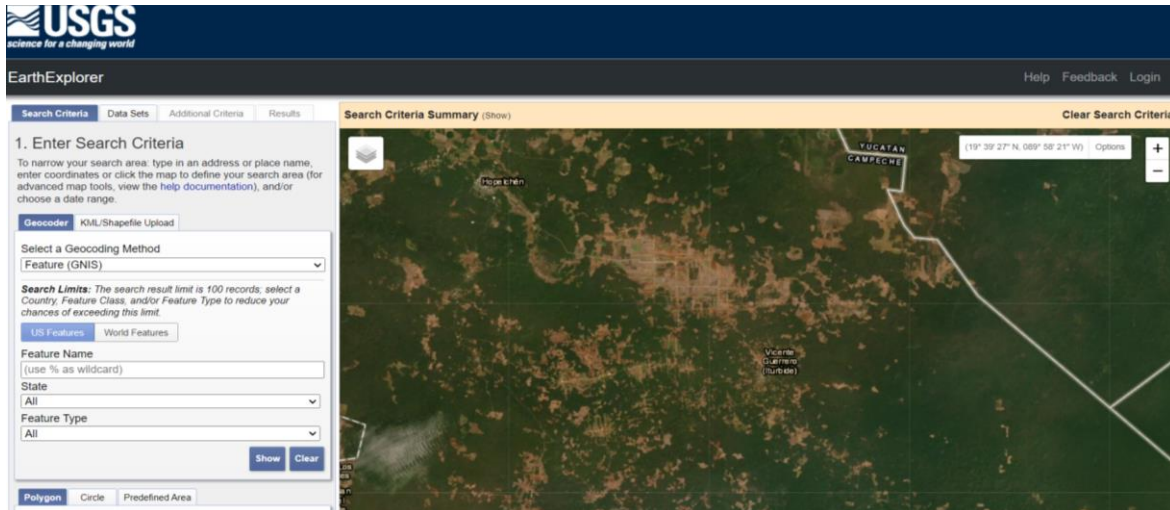 USGS
science for a changing world
EarthExplorer
Help Feedback Login
Search Criteria Data Sets Additional Criteria Results
1. Enter Search Criteria
To narrow your search area: type in an address or place name,
enter coordinates or click the map to define your search area (for
advanced map tools, view the help documentation), and/or
choose a date range.
Geocoder KML/Shapefile Upload
Select a Geocoding Method
Feature (GNIS)
Search Limits: The search result limit is 100 records; select a
Country, Feature Class, and/or Feature Type to reduce your
chances of exceeding this limit.
US Features World Features
Feature Name
(use % as wildcard)
State
All
Feature Type
All
Show Clear
Polygon Circle Predefined Area
Search Criteria Summary (Show)
Clear Search Criteria
(19° 39' 27" N, 089° 58' 21" W) Options
+
−
YUCATAN
CAMPECHE
Hopelchén
Vicente
Guerrero
(Iturbide)
Los